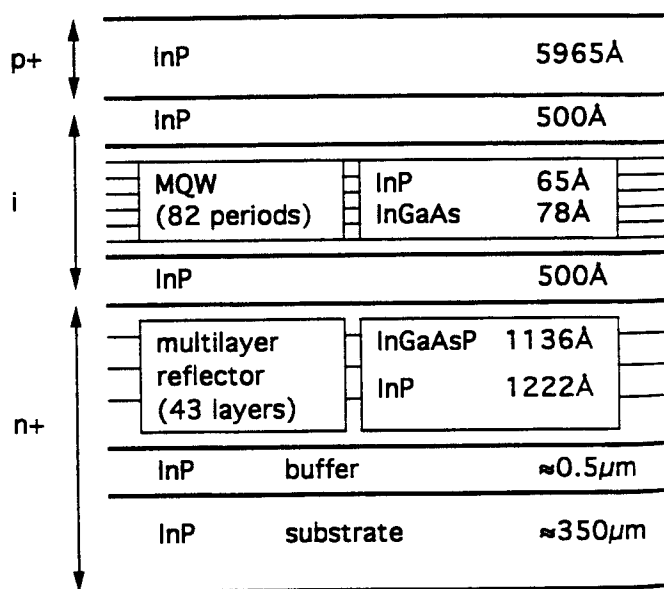 p+
InP 5965Å
InP 500Å
i
MQW
(82 periods)
InP 65Å
InGaAs 78Å
InP 500Å
n+
multilayer
reflector
(43 layers)
InGaAsP 1136Å
InP 1222Å
InP buffer ≈0.5μm
InP substrate ≈350μm